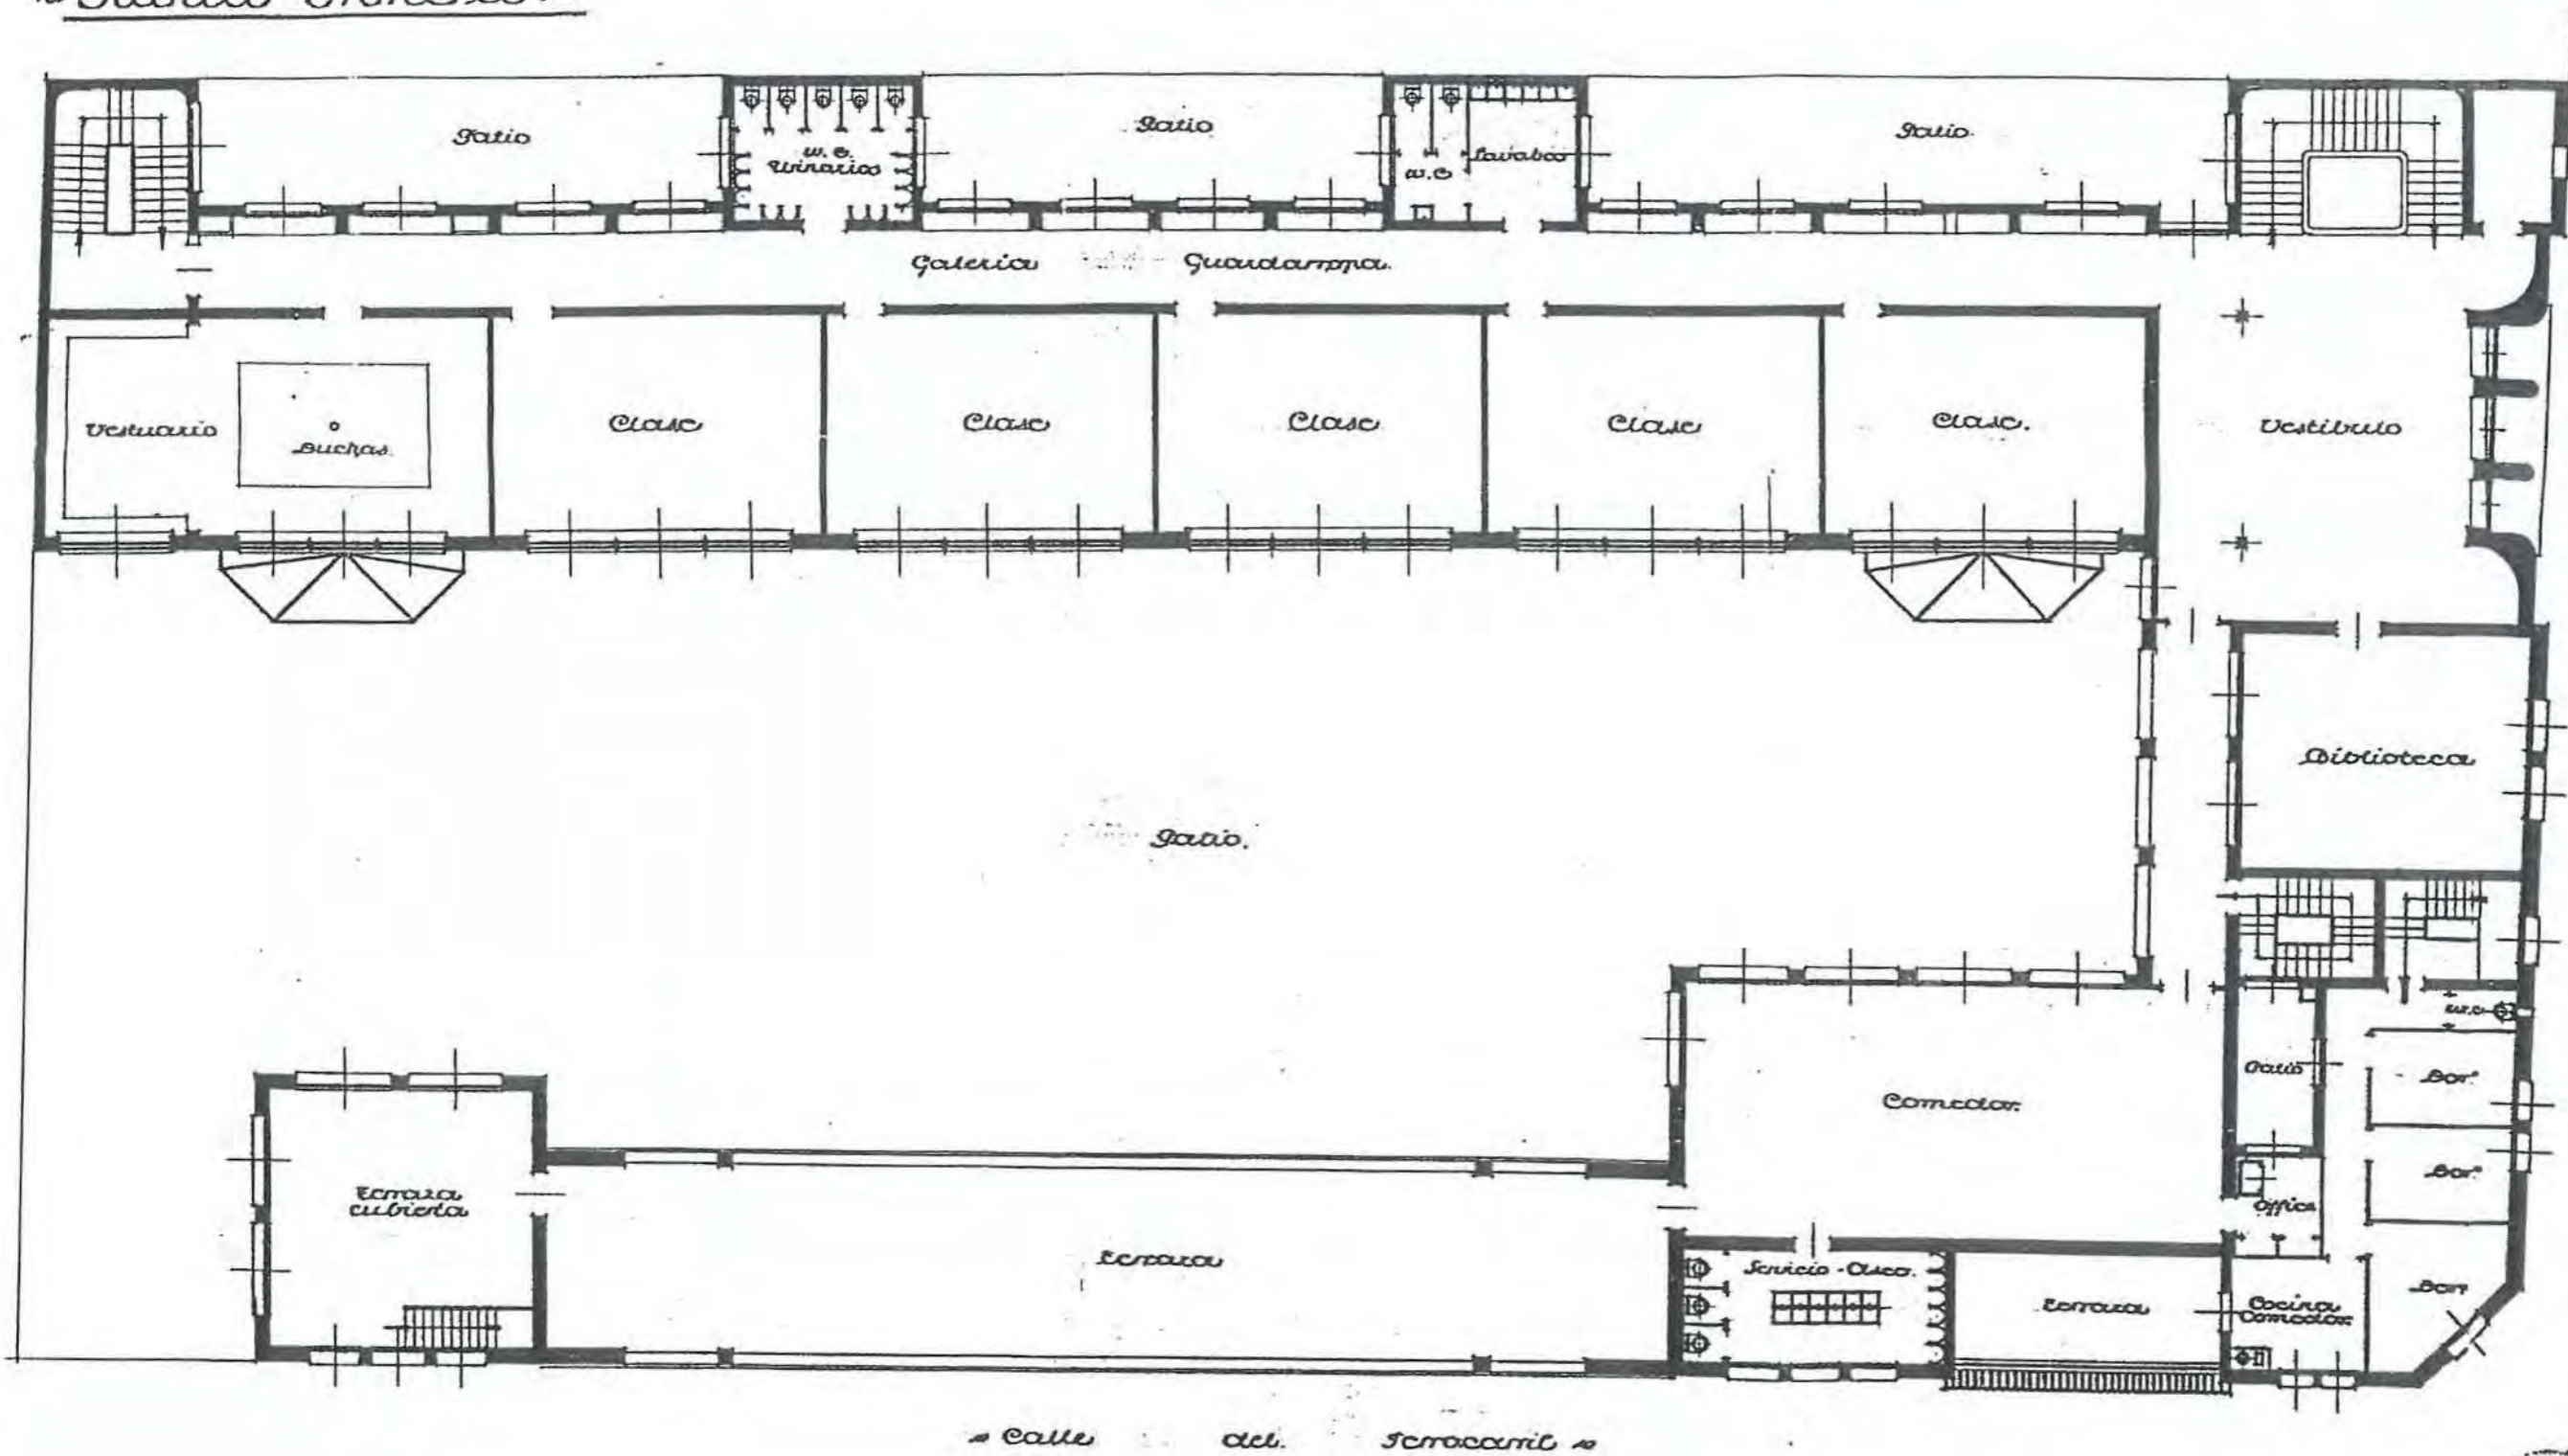 Patio
W.C.
Urinarios
Patio
W.C
Lavabos
Patio.
Galeria Guardarropa.
Vestuario
Duchas.
Clase
Clase
Clase
Clase
Clase.
Vestibulo
Biblioteca
Patio.
W.C
Patio
Dor.º
Comedor.
Dor.º
Office
Terraza
cubierta
Terraza
Servicio-Aseo.
Terraza
Cocina
Comedor.
Dor.
« Calle del. Ferrocarril »